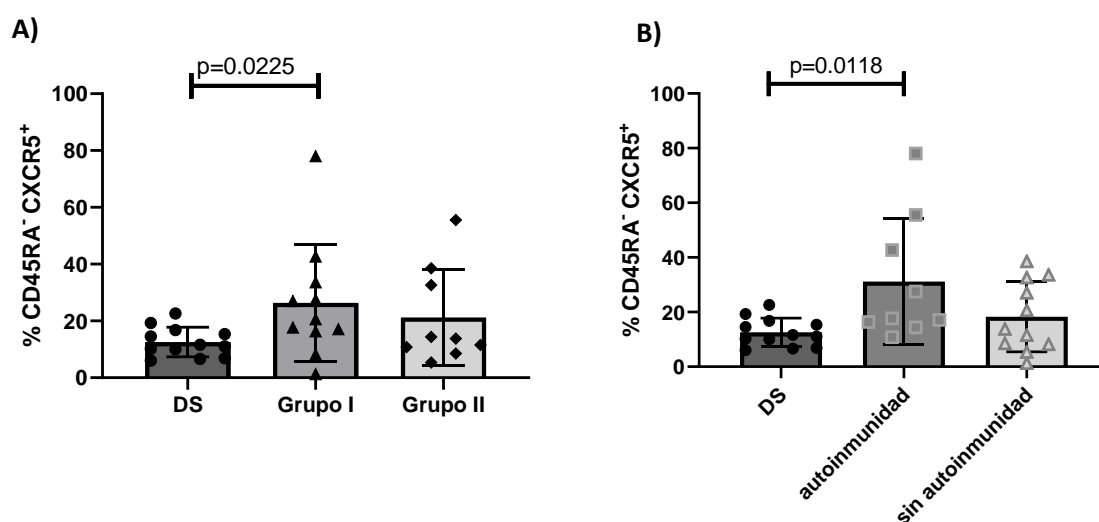 A)
p=0.0225
% CD45RA⁻ CXCR5⁺
100
80
60
40
20
0
DS
Grupo I
Grupo II
B)
p=0.0118
% CD45RA⁻ CXCR5⁺
100
80
60
40
20
0
DS
autoinmunidad
sin autoinmunidad